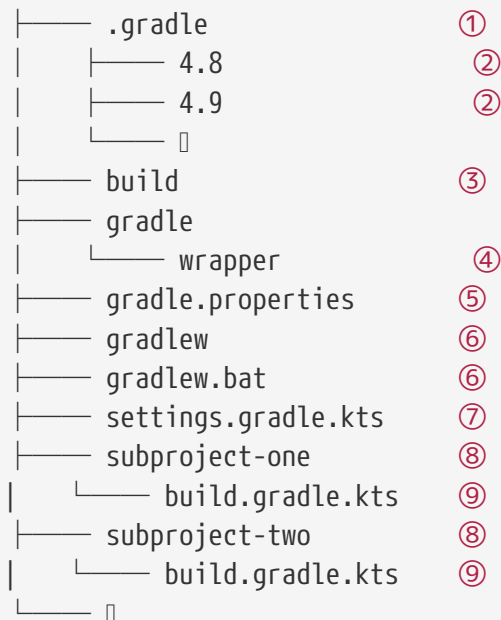 ├── .gradle ①
│ ├── 4.8 ②
│ ├── 4.9 ②
│ └── ▯
├── build ③
├── gradle
│ └── wrapper ④
├── gradle.properties ⑤
├── gradlew ⑥
├── gradlew.bat ⑥
├── settings.gradle.kts ⑦
├── subproject-one ⑧
| └── build.gradle.kts ⑨
├── subproject-two ⑧
| └── build.gradle.kts ⑨
└── ▯